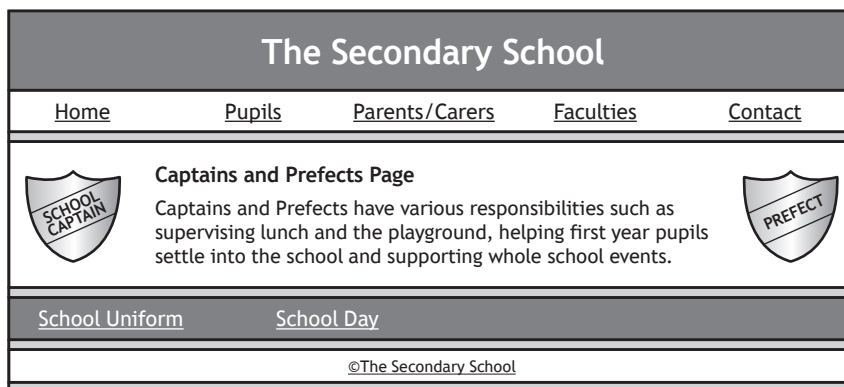 The Secondary School
Home Pupils Parents/Carers Faculties Contact
Captains and Prefects Page
SCHOOL
CAPTAIN
Captains and Prefects have various responsibilities such as
supervising lunch and the playground, helping first year pupils
settle into the school and supporting whole school events.
PREFECT
School Uniform School Day
©The Secondary School